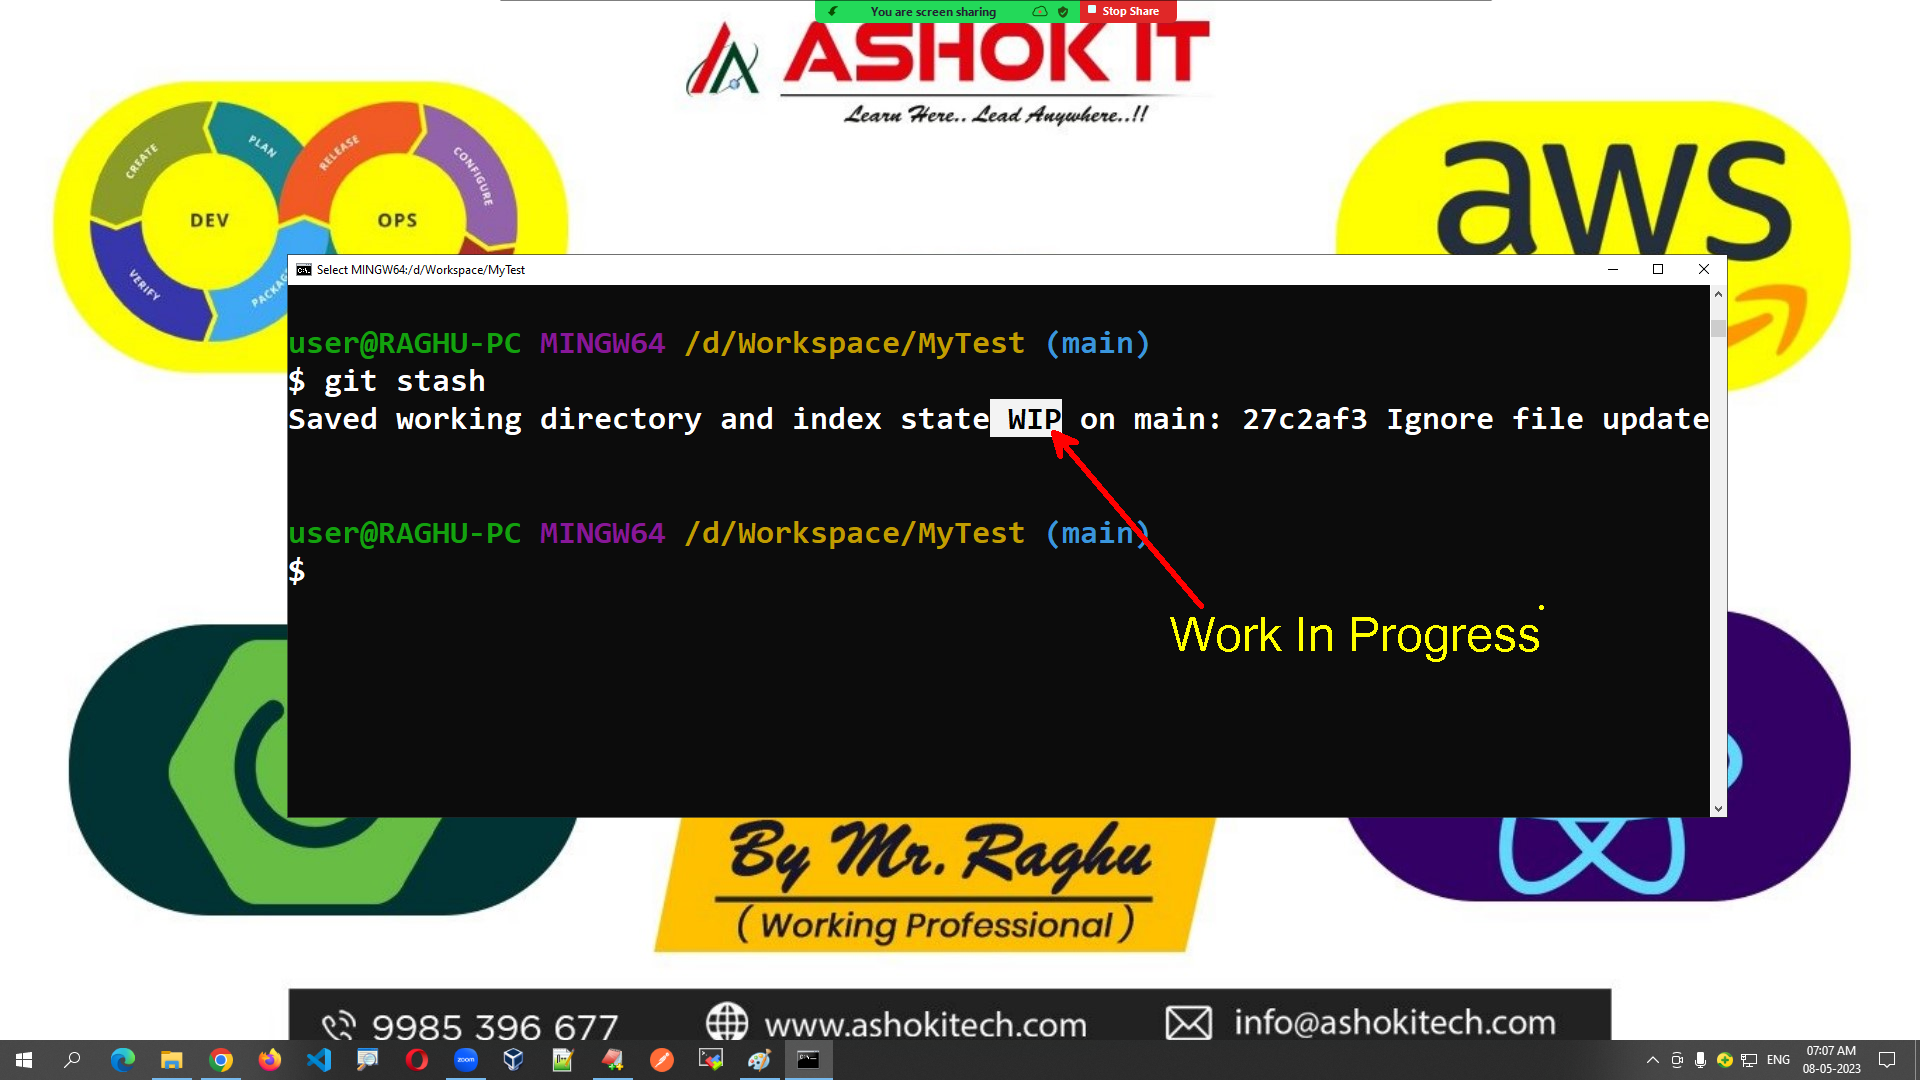 You are screen sharing Stop Share
ASHOK IT
Learn Here.. Lead Anywhere..!!
CREATE
PLAN
RELEASE
CONFIGURE
DEV
OPS
VERIFY
PACKAG
aws
Select MINGW64:/d/Workspace/MyTest
user@RAGHU-PC MINGW64 /d/Workspace/MyTest (main)
$ git stash
Saved working directory and index state WIP on main: 27c2af3 Ignore file update
user@RAGHU-PC MINGW64 /d/Workspace/MyTest (main)
$
Work In Progress
By Mr. Raghu
( Working Professional )
9985 396 677 www.ashokitech.com info@ashokitech.com
zoom
ENG
07:07 AM
08-05-2023